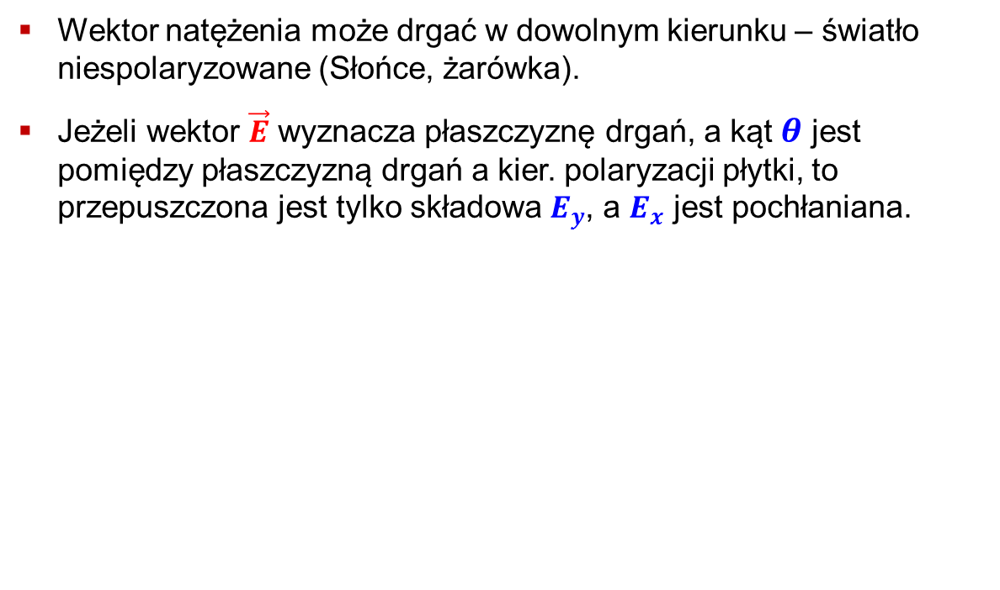 ▪ Wektor natężenia może drgać w dowolnym kierunku – światło
niespolaryzowane (Słońce, żarówka).
▪ Jeżeli wektor $\vec{E}$ wyznacza płaszczyznę drgań, a kąt θ jest
pomiędzy płaszczyzną drgań a kier. polaryzacji płytki, to
przepuszczona jest tylko składowa $E_y$, a $E_x$ jest pochłaniana.